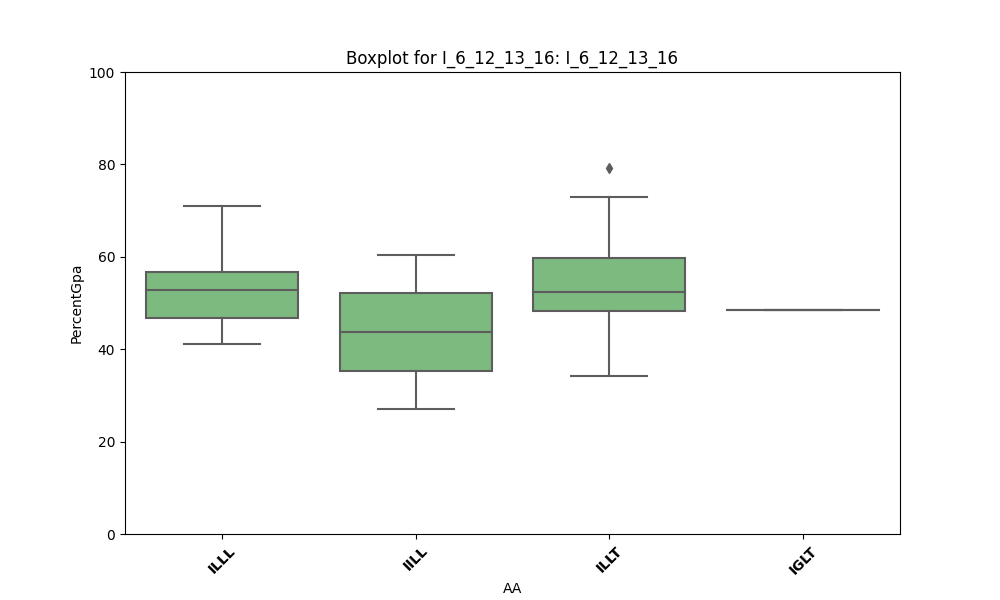 Boxplot for I_6_12_13_16: I_6_12_13_16
100
80
60
40
20
0
PercentGpa
ILLL
IILL
ILLT
IGLT
AA